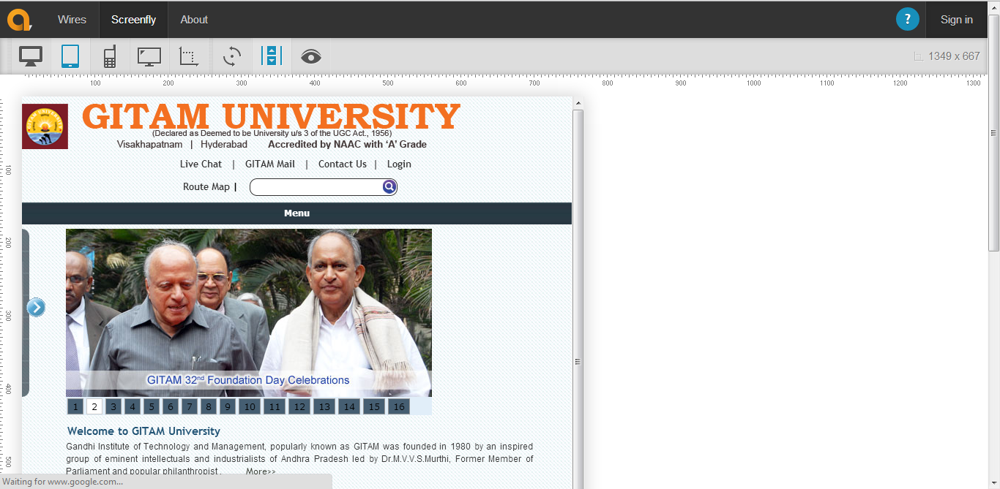 Wires Screenfly About ? Sign in
1349 x 667
100 200 300 400 500 600 700 800 900 1000 1100 1200 1300
100
200
300
400
500
GITAM UNIVERSITY
(Declared as Deemed to be University u/s 3 of the UGC Act., 1956)
Visakhapatnam | Hyderabad Accredited by NAAC with ‘A’ Grade
Live Chat | GITAM Mail | Contact Us | Login
Route Map |
Menu
GITAM 32nd Foundation Day Celebrations
1 2 3 4 5 6 7 8 9 10 11 12 13 14 15 16
Welcome to GITAM University
Gandhi Institute of Technology and Management, popularly known as GITAM was founded in 1980 by an inspired
group of eminent intellectuals and industrialists of Andhra Pradesh led by Dr.M.V.V.S.Murthi, Former Member of
Parliament and popular philanthropist . More>>
Waiting for www.google.com...